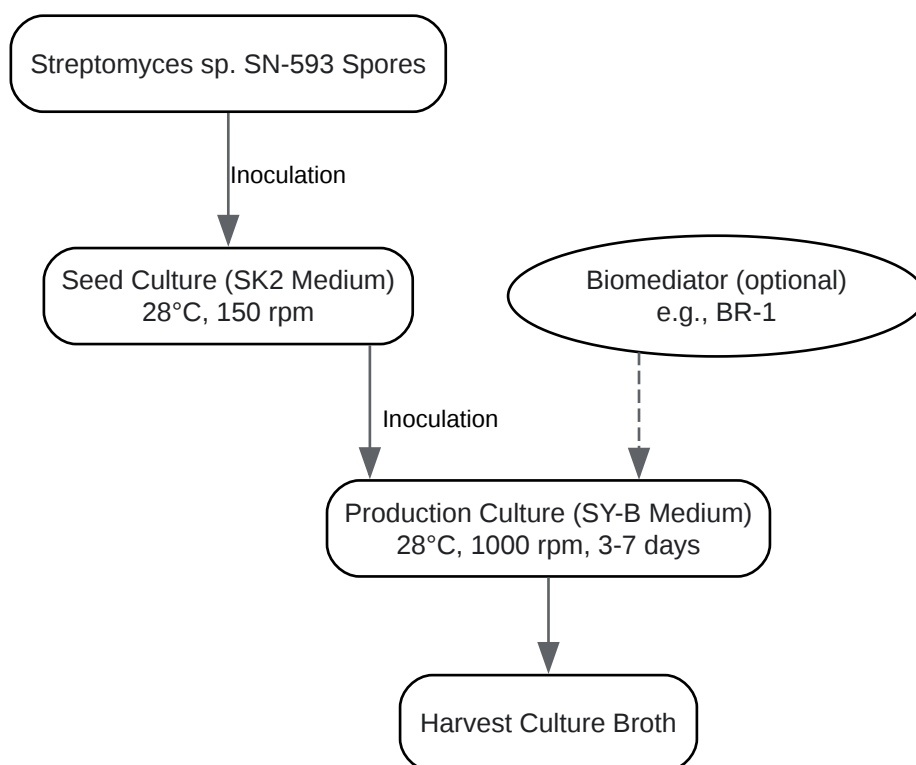 Streptomyces sp. SN-593 Spores
Inoculation
Seed Culture (SK2 Medium)
28°C, 150 rpm
Biomediator (optional)
e.g., BR-1
Inoculation
Production Culture (SY-B Medium)
28°C, 1000 rpm, 3-7 days
Harvest Culture Broth